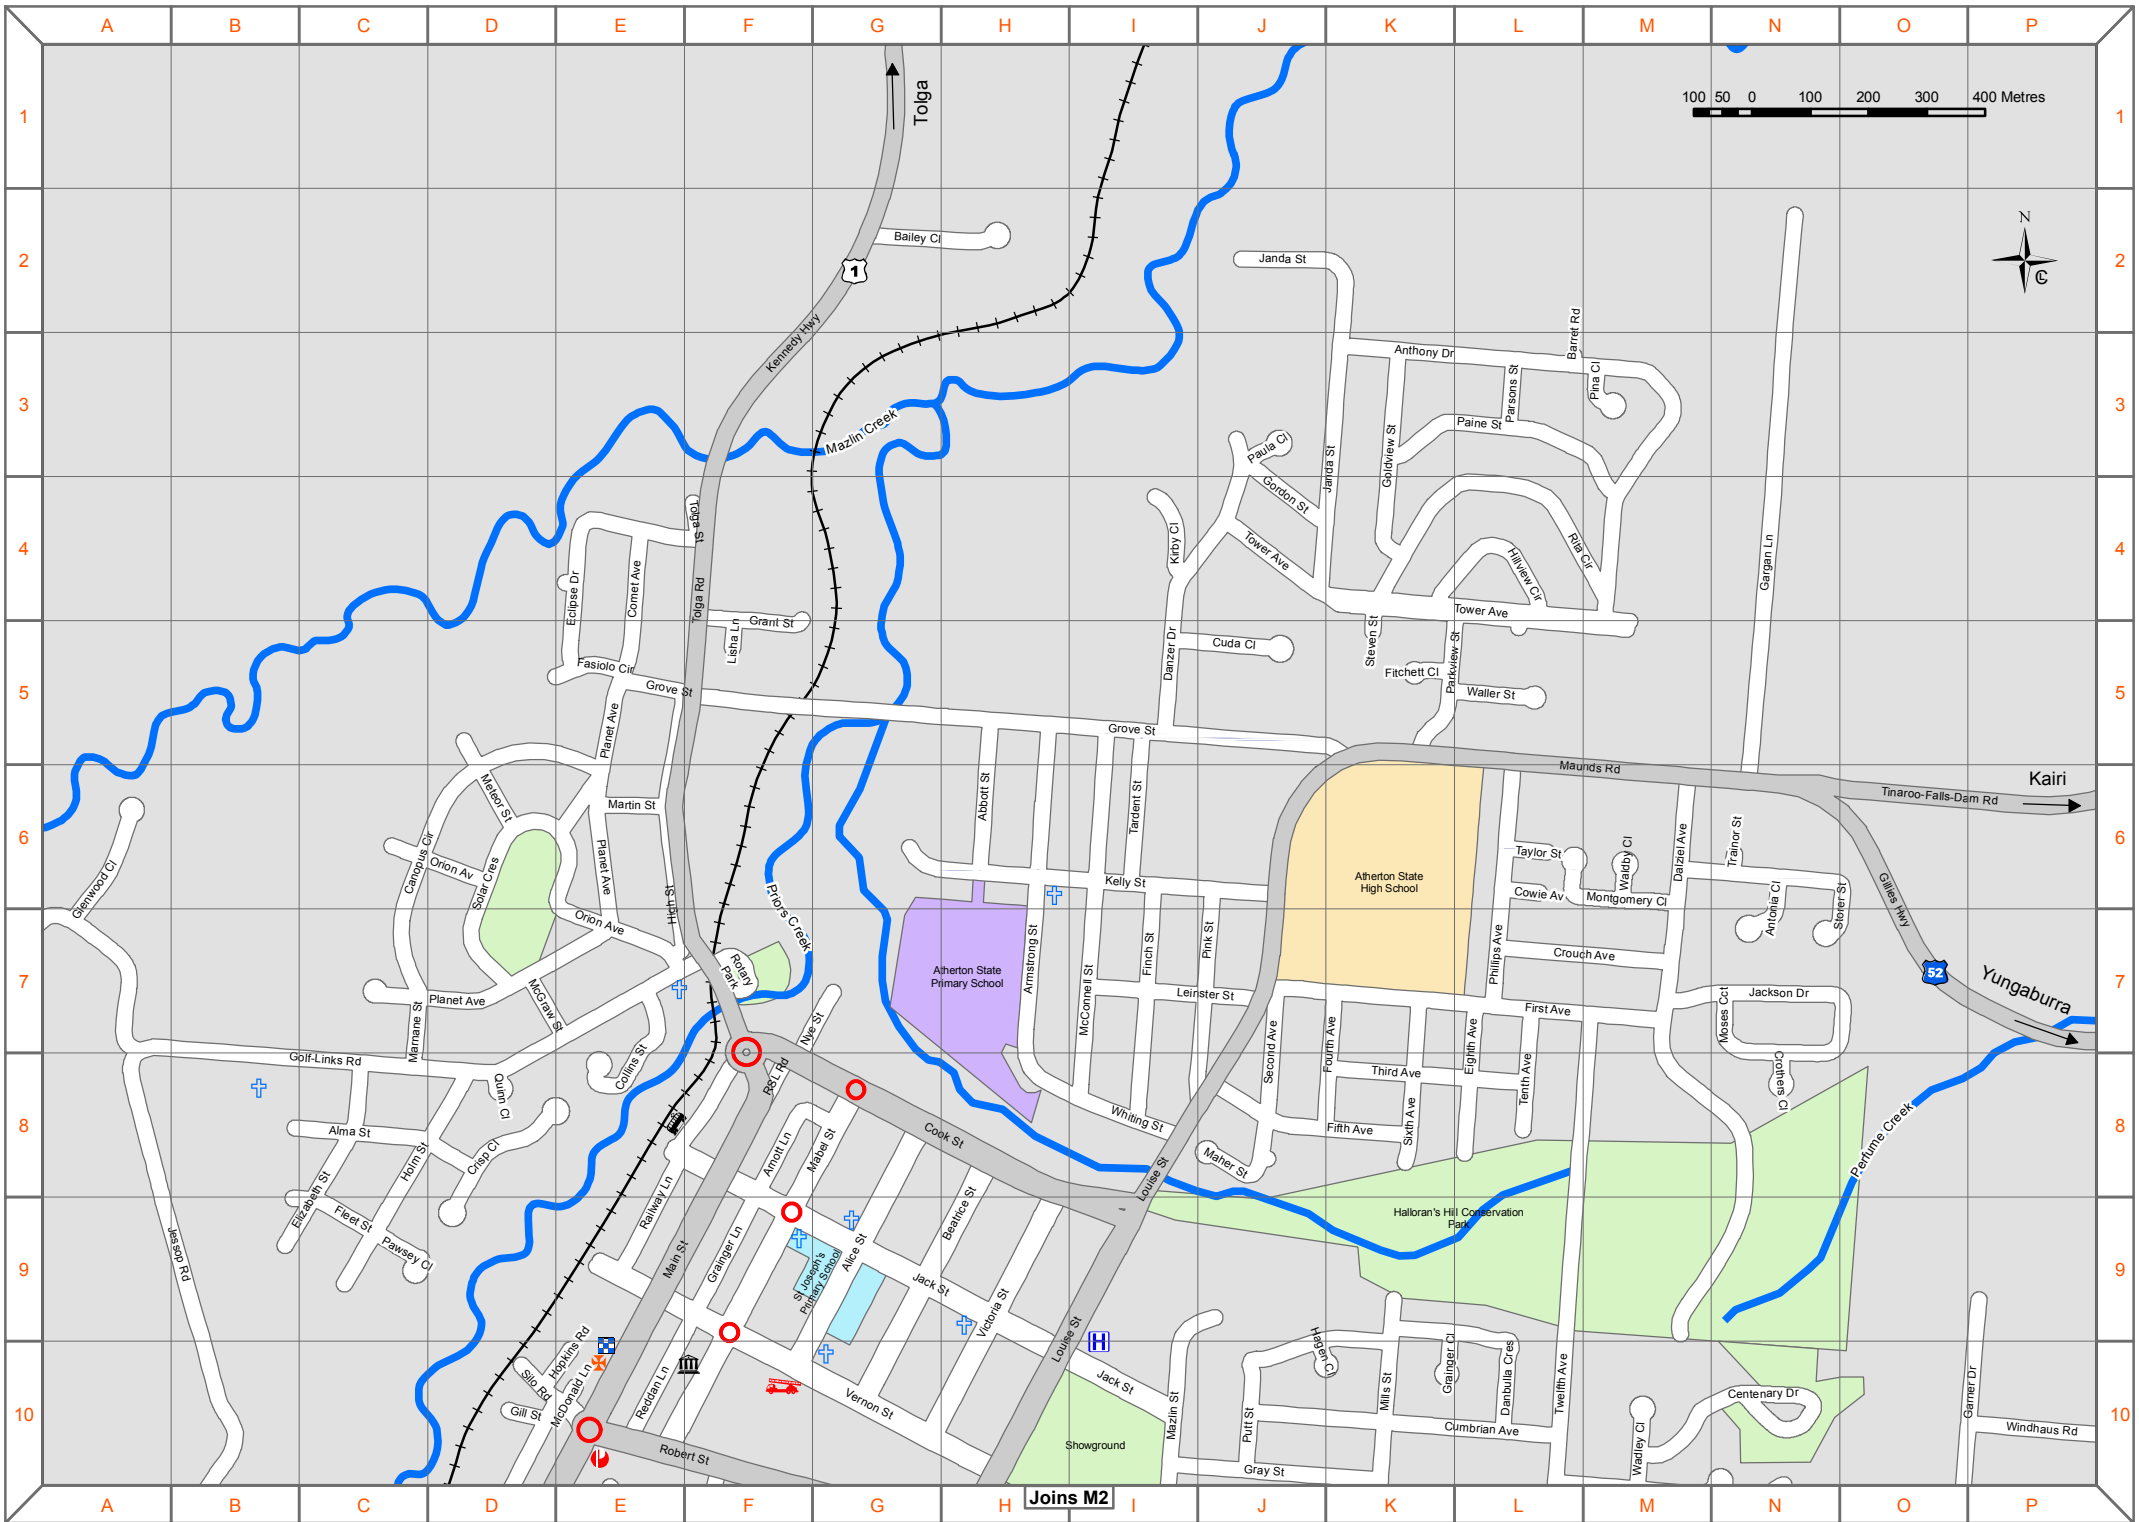 A B C D E F G H I J K L M N O P
1
1
2
2
3
3
4
4
5
5
6
6
7
7
8
8
9
9
10
10
100 50 0 100 200 300 400 Metres
N
Tolga
Bailey Cl
1
Kennedy Hwy
Janda St
Barret Rd
Anthony Dr
Pina Cl
Parsons St
Paine St
Goldview St
Janda St
Mazlin Creek
Paula Cl
Gordon St
Tower Ave
Kirby Cl
Rita Cir
Hillview Cir
Gargan Ln
Tolga St
Eclipse Dr
Comet Ave
Tolga Rd
Grant St
Lisha Ln
Tower Ave
Steven St
Danzer Dr
Cuda Cl
Fitchett Cl
Parkview St
Waller St
Fasiolo Cir
Grove St
Planet Ave
Grove St
Maunds Rd
Kairi
Tinaroo-Falls-Dam Rd
Meteor St
Martin St
Abbott St
Tardent St
Glenwood Cl
Canopus Cir
Orion Av
Solar Cres
Planet Ave
High St
Kelly St
Atherton State
High School
Taylor St
Waldby Cl
Dalziel Ave
Trainor St
Cowie Av
Montgomery Cl
Antonia Cl
Storer St
Gillies Hwy
Orion Ave
Priors Creek
Rotary
Park
Atherton State
Primary School
Armstrong St
Finch St
Pink St
Phillips Ave
Crouch Ave
52
Yungaburra
Planet Ave
McGraw St
Marnane St
Nye St
McConnell St
Leinster St
First Ave
Moses Cct
Jackson Dr
Golf-Links Rd
Collins St
RSL Rd
Second Ave
Fourth Ave
Third Ave
Eighth Ave
Tenth Ave
Crothers Cl
Quinn Cl
Alma St
Holm St
Crisp Cl
Arnott Ln
Mabel St
Cook St
Whiting St
Fifth Ave
Sixth Ave
Maher St
Perfume Creek
Elizabeth St
Fleet St
Pawsey Cl
Railway Ln
Main St
Grainger Ln
St Joseph's
Primary School
Alice St
Beatrice St
Louise St
Halloran's Hill Conservation
Park
Jessop Rd
Jack St
Victoria St
Louise St
H
Hopkins Rd
Silo Rd
McDonald Ln
Gill St
Reddan Ln
Vernon St
Jack St
Mazlin St
Hagen Cl
Grainger Cl
Danbulla Cres
Twelfth Ave
Mills St
Putt St
Cumbrian Ave
Centenary Dr
Garner Dr
Windhaus Rd
Wadley Cl
Robert St
Showground
Gray St
Joins M2
A B C D E F G H I J K L M N O P